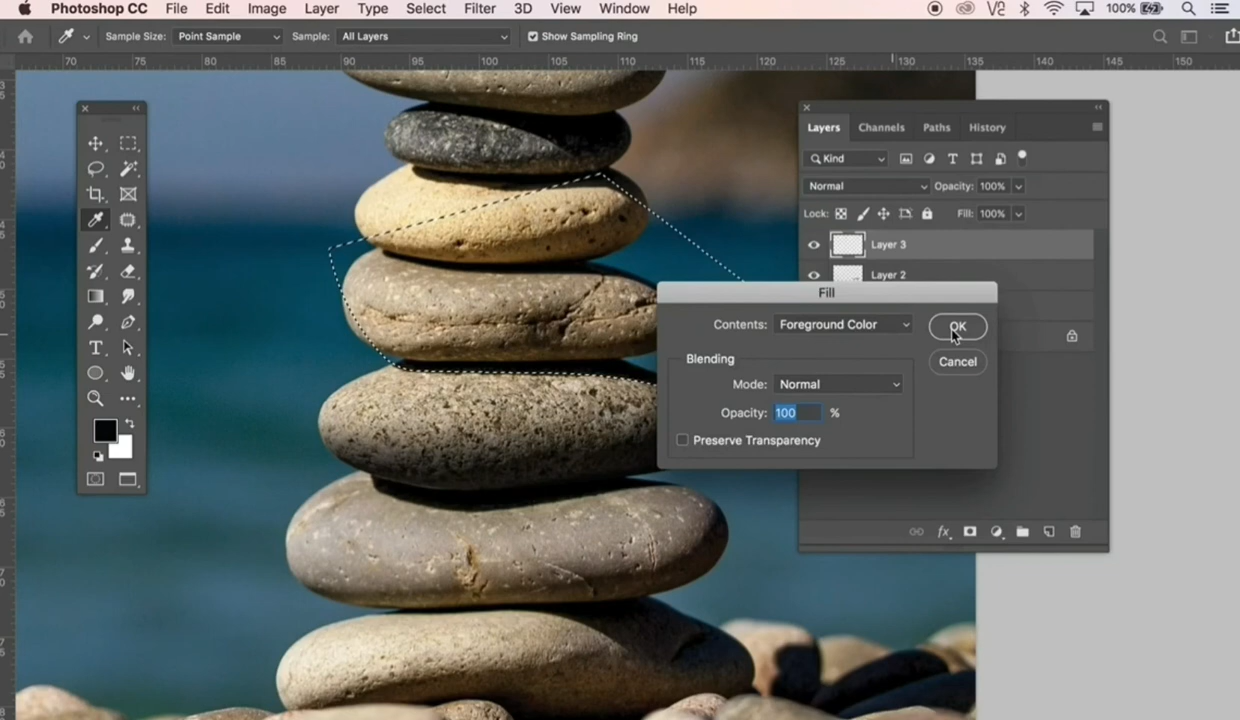 Photoshop CC File Edit Image Layer Type Select Filter 3D View Window Help 100%
Sample Size: Point Sample Sample: All Layers Show Sampling Ring
70 75 80 85 90 95 100 105 110 115 120 125 130 135 140 145 150
Layers Channels Paths History
Kind
Normal Opacity: 100%
Lock: Fill: 100%
Layer 3
Layer 2
Fill
Contents: Foreground Color OK
Blending Cancel
Mode: Normal
Opacity: 100 %
Preserve Transparency